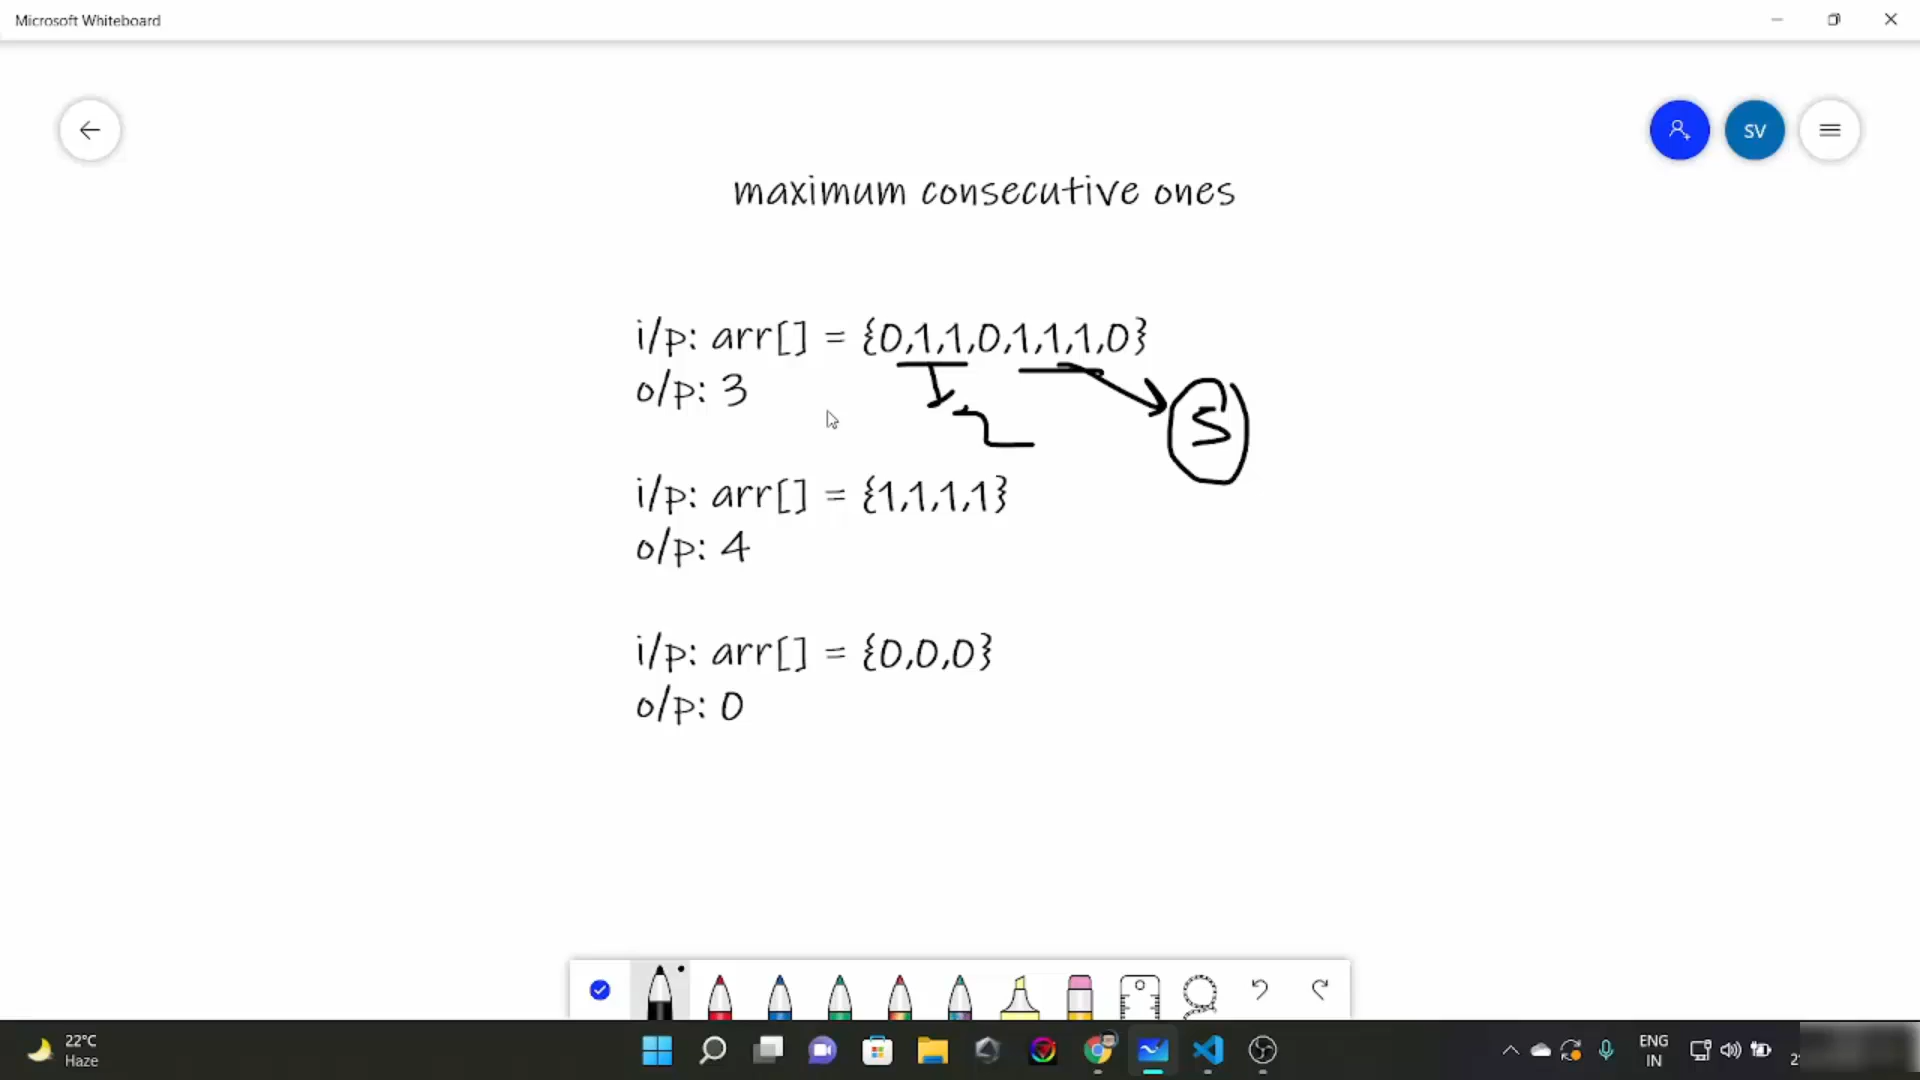 Microsoft Whiteboard
SV
maximum consecutive ones
i/p: arr[] = {0,1,1,0,1,1,1,0}
o/p: 3
2
i/p: arr[] = {1,1,1,1}
o/p: 4
i/p: arr[] = {0,0,0}
o/p: 0
22°C
Haze
ENG
IN